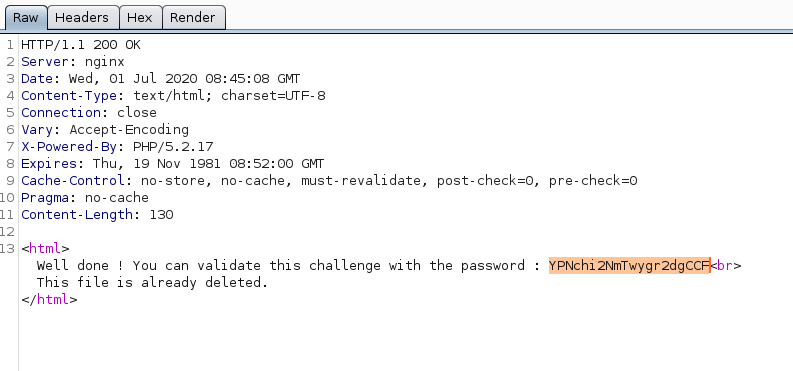 Raw Headers Hex Render
1 HTTP/1.1 200 OK
2 Server: nginx
3 Date: Wed, 01 Jul 2020 08:45:08 GMT
4 Content-Type: text/html; charset=UTF-8
5 Connection: close
6 Vary: Accept-Encoding
7 X-Powered-By: PHP/5.2.17
8 Expires: Thu, 19 Nov 1981 08:52:00 GMT
9 Cache-Control: no-store, no-cache, must-revalidate, post-check=0, pre-check=0
10 Pragma: no-cache
11 Content-Length: 130
12
13 <html>
Well done ! You can validate this challenge with the password : YPNchi2NmTwygr2dgCCF<br>
This file is already deleted.
</html>